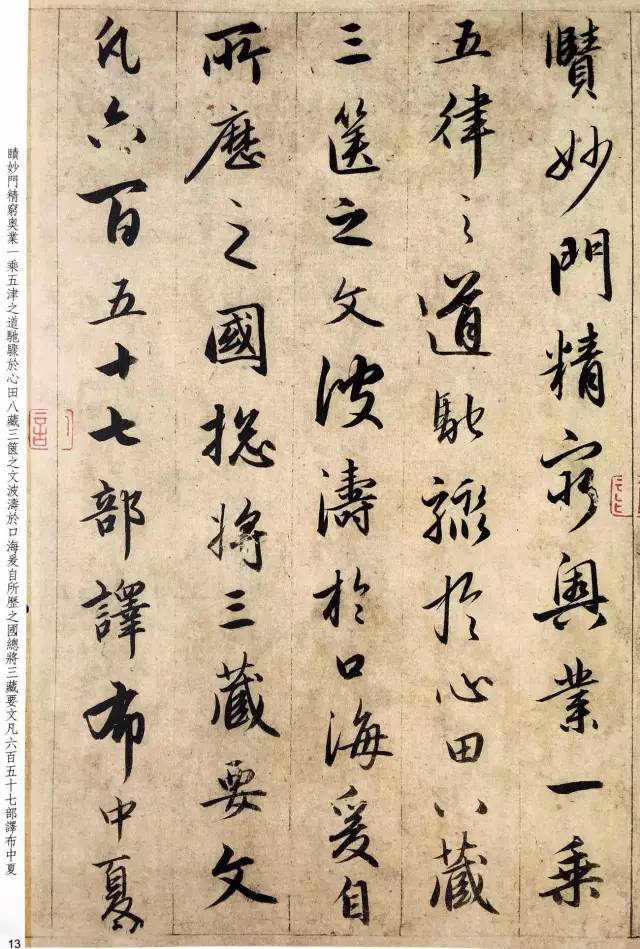 賾妙門精窮奧業一乘
五律之道馳驟於心田八藏
三篋之文波濤於口海爰自
所歷之國總將三藏要文
凡六百五十七部譯布中夏
賾妙門精窮奧業一乘五津之道馳驟於心田八藏三篋之文波濤於口海爰自所歷之國總將三藏要文凡六百五十七部譯布中夏
13